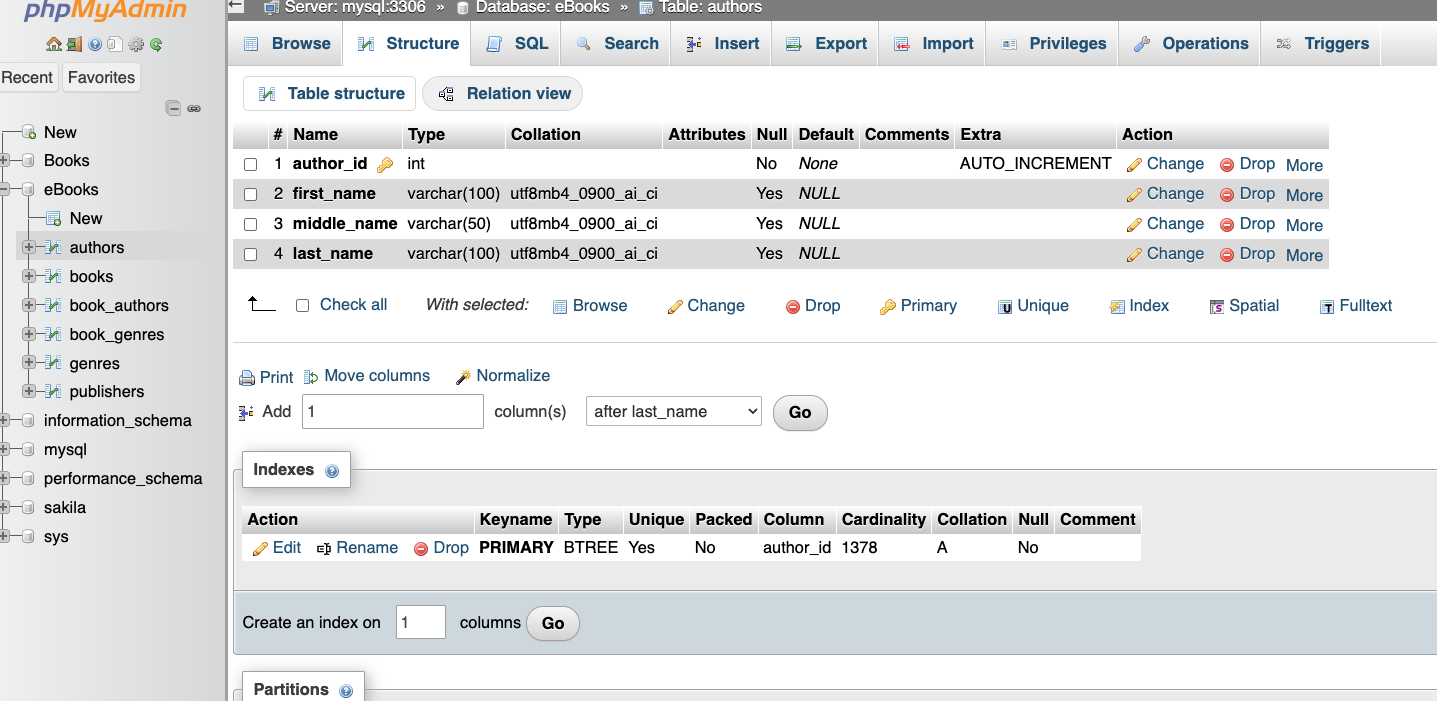 phpMyAdmin
Recent Favorites
New
Books
eBooks
New
authors
books
book_authors
book_genres
genres
publishers
information_schema
mysql
performance_schema
sakila
sys
Server: mysql:3306 » Database: eBooks » Table: authors
Browse Structure SQL Search Insert Export Import Privileges Operations Triggers
Table structure Relation view
# Name Type Collation Attributes Null Default Comments Extra Action
1 author_id int No None AUTO_INCREMENT Change Drop More
2 first_name varchar(100) utf8mb4_0900_ai_ci Yes NULL Change Drop More
3 middle_name varchar(50) utf8mb4_0900_ai_ci Yes NULL Change Drop More
4 last_name varchar(100) utf8mb4_0900_ai_ci Yes NULL Change Drop More
Check all With selected: Browse Change Drop Primary Unique Index Spatial Fulltext
Print Move columns Normalize
Add 1 column(s) after last_name Go
Indexes
Action Keyname Type Unique Packed Column Cardinality Collation Null Comment
Edit Rename Drop PRIMARY BTREE Yes No author_id 1378 A No
Create an index on 1 columns Go
Partitions